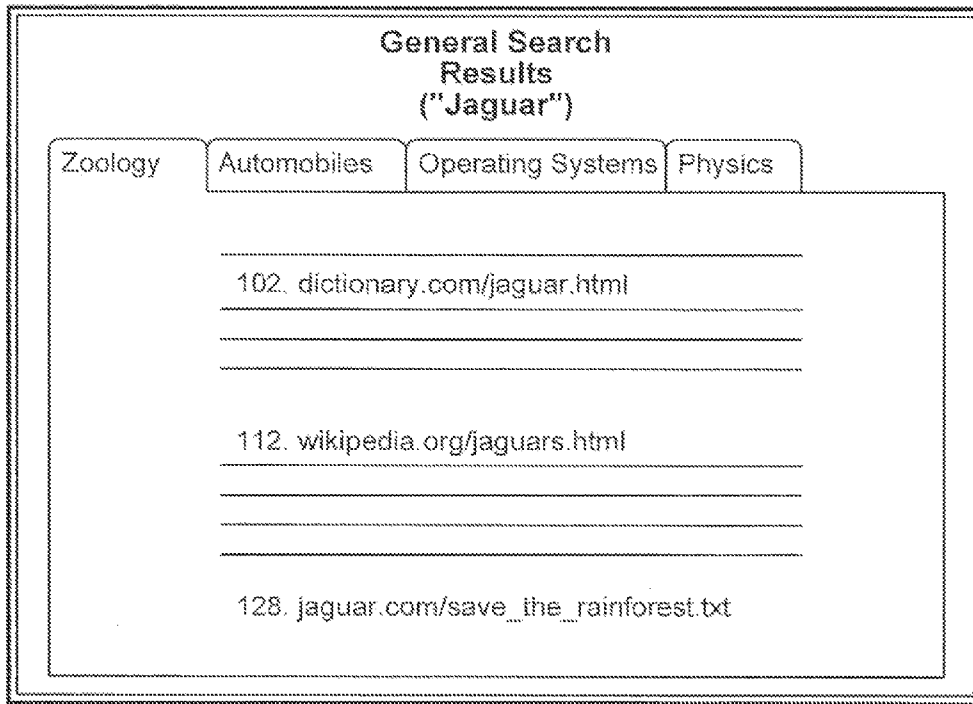 General Search
Results
("Jaguar")
Zoology Automobiles Operating Systems Physics
102. dictionary.com/jaguar.html
112. wikipedia.org/jaguars.html
128. jaguar.com/save_the_rainforest.txt